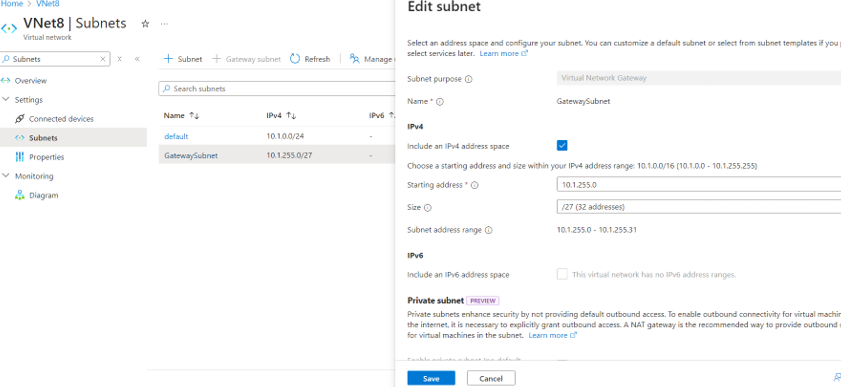 Home > VNet8 >
VNet8 | Subnets
Virtual network
Subnets
Overview
Settings
Connected devices
Subnets
Properties
Monitoring
Diagram
+ Subnet + Gateway subnet Refresh Manage
Search subnets
Name IPv4 IPv6
default 10.1.0.0/24 -
GatewaySubnet 10.1.255.0/27 -
Edit subnet
Select an address space and configure your subnet. You can customize a default subnet or select from subnet templates if you
select services later. Learn more
Subnet purpose Virtual Network Gateway
Name * GatewaySubnet
IPv4
Include an IPv4 address space
Choose a starting address and size within your IPv4 address range: 10.1.0.0/16 (10.1.0.0 - 10.1.255.255)
Starting address * 10.1.255.0
Size /27 (32 addresses)
Subnet address range 10.1.255.0 - 10.1.255.31
IPv6
Include an IPv6 address space This virtual network has no IPv6 address ranges.
Private subnet PREVIEW
Private subnets enhance security by not providing default outbound access. To enable outbound connectivity for virtual machin
the internet, it is necessary to explicitly grant outbound access. A NAT gateway is the recommended way to provide outbound
for virtual machines in the subnet. Learn more
Save Cancel